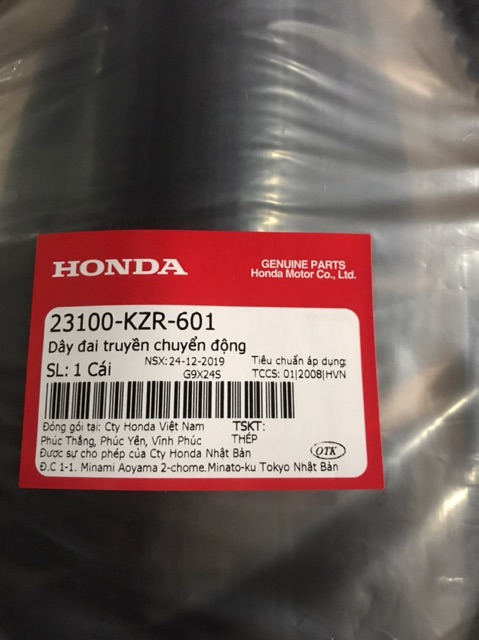 HONDA
GENUINE PARTS
Honda Motor Co., Ltd.
23100-KZR-601
Dây đai truyền chuyển động
NSX: 24-12-2019
Tiêu chuẩn áp dụng:
SL: 1 Cái
G9X24S
TCCS: 01|2008|HVN
Đóng gói tại: Cty Honda Việt Nam
TSKT:
Phúc Thắng, Phúc Yên, Vĩnh Phúc
THÉP
Được sự cho phép của Cty Honda Nhật Bản
OTK
Đ.C 1-1. Minami Aoyama 2-chome.Minato-ku Tokyo Nhật Bản